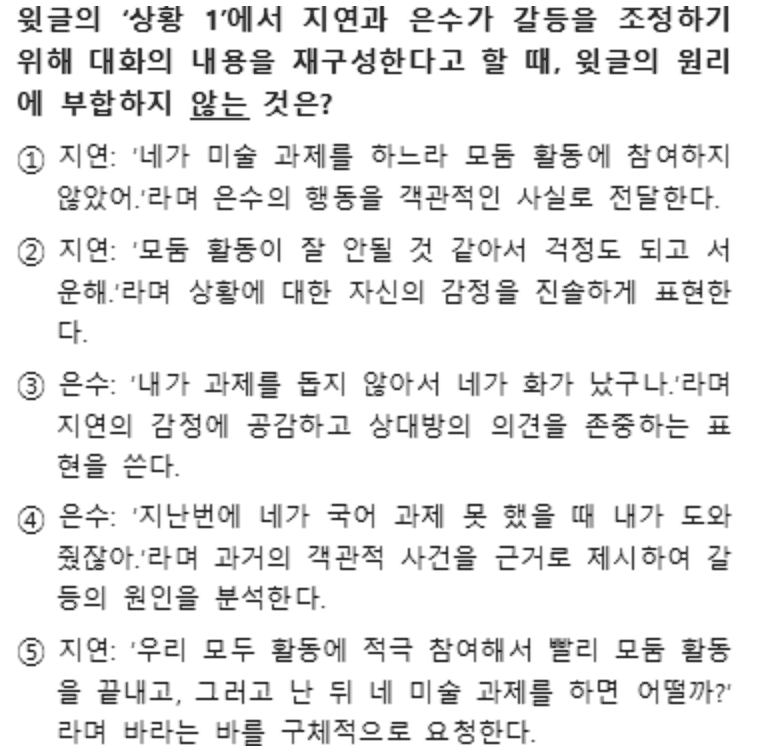 윗글의 '상황 1'에서 지연과 은수가 갈등을 조정하기
위해 대화의 내용을 재구성한다고 할 때, 윗글의 원리
에 부합하지 않는 것은?
① 지연: '네가 미술 과제를 하느라 모둠 활동에 참여하지
않았어.'라며 은수의 행동을 객관적인 사실로 전달한다.
② 지연: '모둠 활동이 잘 안될 것 같아서 걱정도 되고 서
운해.'라며 상황에 대한 자신의 감정을 진솔하게 표현한
다.
③ 은수: '내가 과제를 돕지 않아서 네가 화가 났구나.'라며
지연의 감정에 공감하고 상대방의 의견을 존중하는 표
현을 쓴다.
④ 은수: '지난번에 네가 국어 과제 못 했을 때 내가 도와
줬잖아.'라며 과거의 객관적 사건을 근거로 제시하여 갈
등의 원인을 분석한다.
⑤ 지연: '우리 모두 활동에 적극 참여해서 빨리 모둠 활동
을 끝내고, 그러고 난 뒤 네 미술 과제를 하면 어떨까?'
라며 바라는 바를 구체적으로 요청한다.